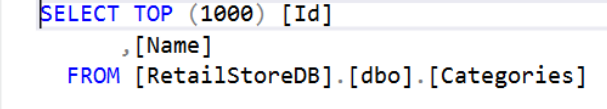 SELECT TOP (1000) [Id]
,[Name]
FROM [RetailStoreDB].[dbo].[Categories]